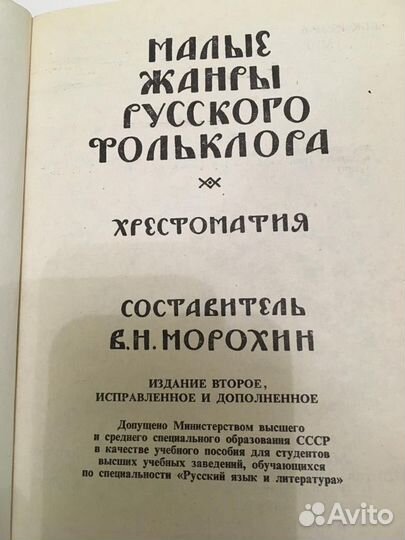 МАЛЫЕ
ЖАНРЫ
РУССКОГО
ФОЛЬКЛОРА
ХРЕСТОМАТИЯ
СОСТАВИТЕЛЬ
В.Н.МОРОХИН
ИЗДАНИЕ ВТОРОЕ,
ИСПРАВЛЕННОЕ И ДОПОЛНЕННОЕ
Допущено Министерством высшего
и среднего специального образования СССР
в качестве учебного пособия для студентов
высших учебных заведений, обучающихся
по специальности «Русский язык и литература»
Avito